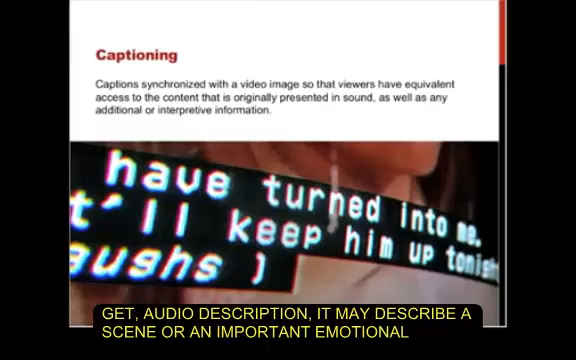 Captioning
Captions synchronized with a video image so that viewers have equivalent
access to the content that is originally presented in sound, as well as any
additional or interpretive information.
have turned into me.
t'll keep him up tonight
aughs )
GET, AUDIO DESCRIPTION, IT MAY DESCRIBE A
SCENE OR AN IMPORTANT EMOTIONAL